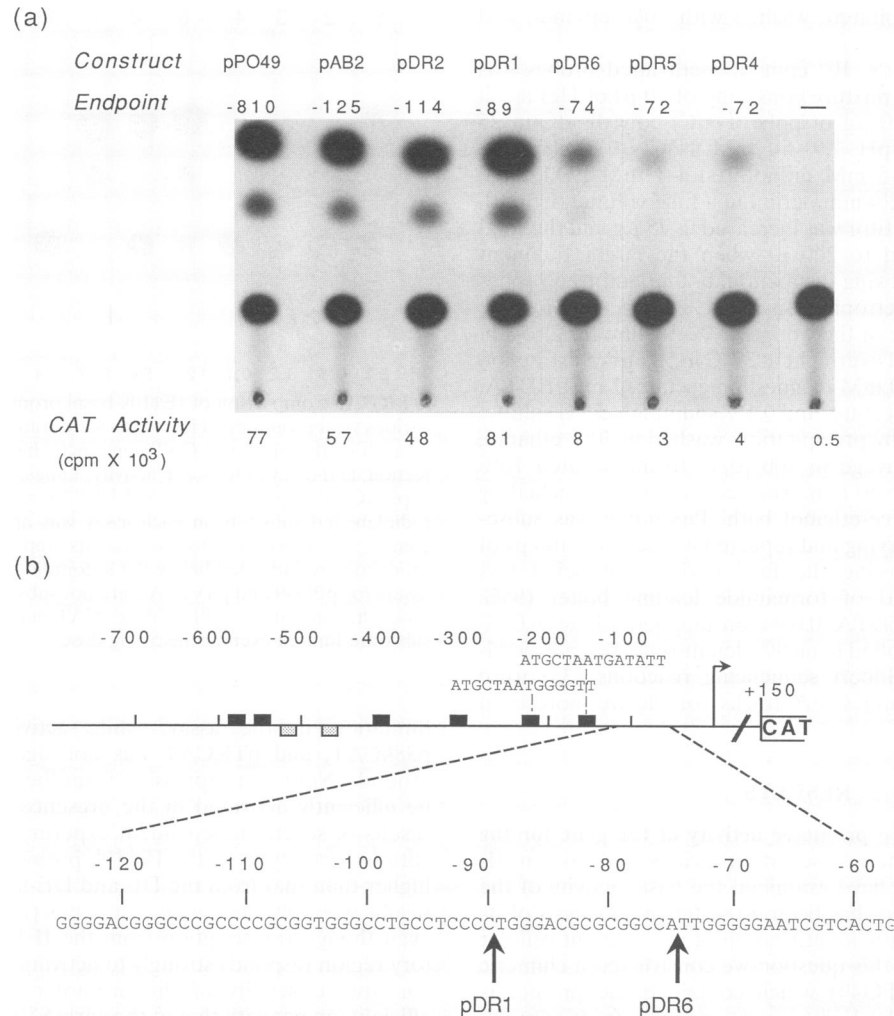 (a)
Construct pPO49 pAB2 pDR2 pDR1 pDR6 pDR5 pDR4
Endpoint -810 -125 -114 -89 -74 -72 -72 —
CAT Activity 77 57 48 81 8 3 4 0.5
(cpm X 10³)
(b)
-700 -600 -500 -400 -300 -200 -100
ATGCTAATGATATT
ATGCTAATGGGGTT
+150
CAT
-120 -110 -100 -90 -80 -70 -60
GGGGACGGGCCCGCCCCGCGGTGGGCCTGCCTCCCCTGGGACGCGCGGCCATTGGGGGAATCGTCACTG
pDR1 pDR6